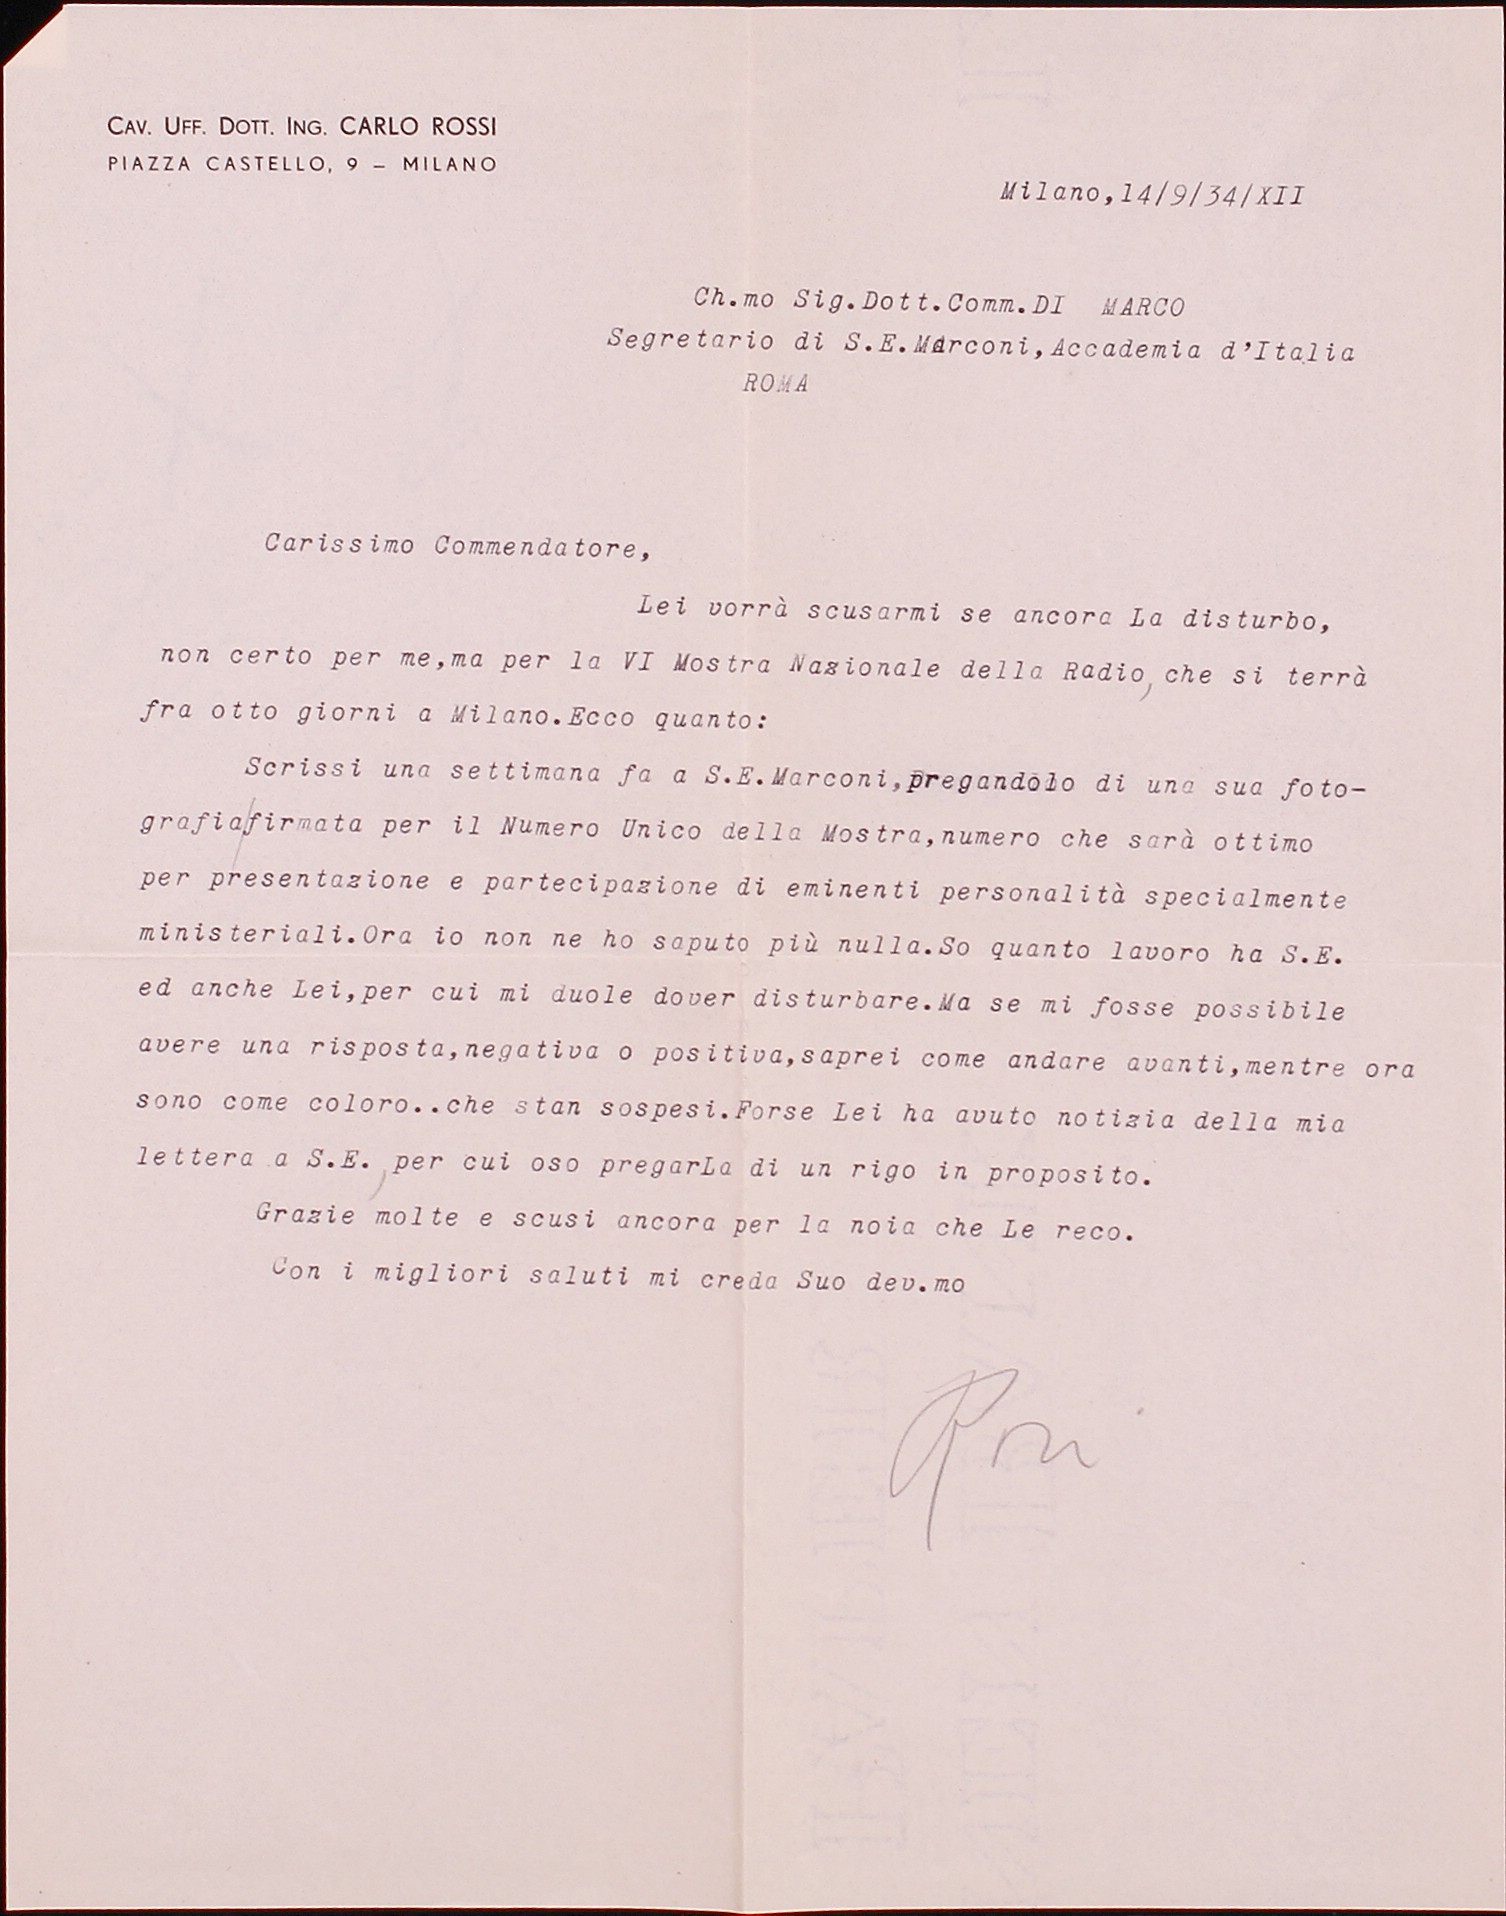 CAV. UFF. DOTT. ING. CARLO ROSSI
PIAZZA CASTELLO, 9 – MILANO
Milano,14/9/34/XII
Ch.mo Sig.Dott.Comm.DI MARCO
Segretario di S.E.Marconi,Accademia d'Italia
ROMA
Carissimo Commendatore,
Lei vorrà scusarmi se ancora La disturbo,
non certo per me,ma per la VI Mostra Nazionale della Radio, che si terrà
fra otto giorni a Milano.Ecco quanto:
Scrissi una settimana fa a S.E.Marconi,pregandolo di una sua foto-
grafia/firmata per il Numero Unico della Mostra,numero che sarà ottimo
per presentazione e partecipazione di eminenti personalità specialmente
ministeriali.Ora io non ne ho saputo più nulla.So quanto lavoro ha S.E.
ed anche Lei,per cui mi duole dover disturbare.Ma se mi fosse possibile
avere una risposta,negativa o positiva,saprei come andare avanti,mentre ora
sono come coloro..che stan sospesi.Forse Lei ha avuto notizia della mia
lettera a S.E., per cui oso pregarLa di un rigo in proposito.
Grazie molte e scusi ancora per la noia che Le reco.
Con i migliori saluti mi creda Suo dev.mo
Rossi